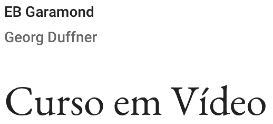 EB Garamond
Georg Duffner
Curso em Vídeo